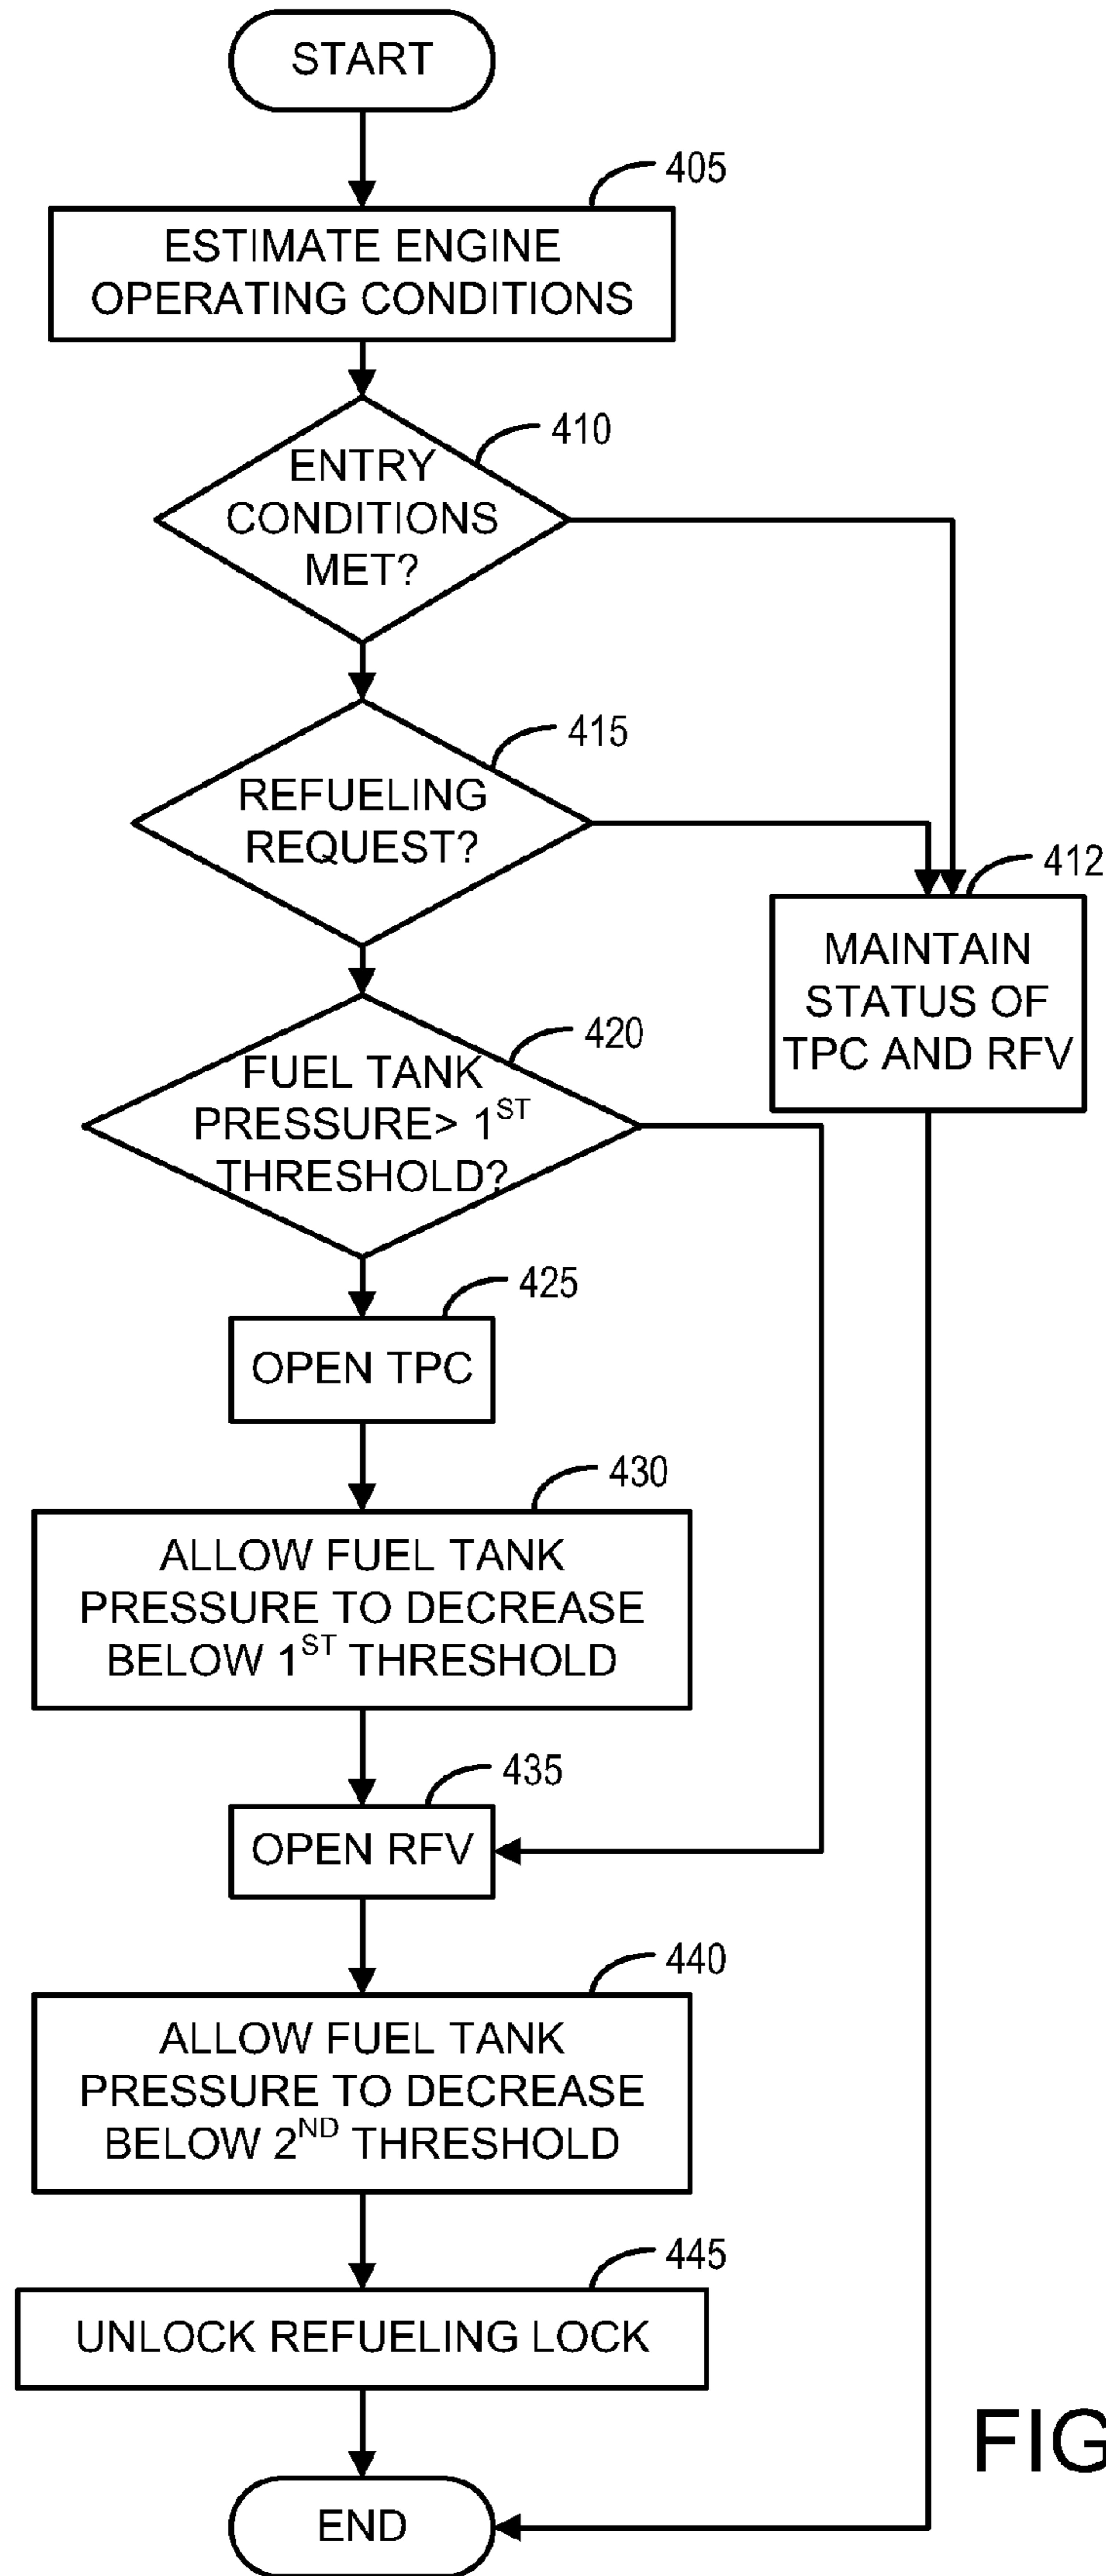 START
405
ESTIMATE ENGINE
OPERATING CONDITIONS
410
ENTRY
CONDITIONS
MET?
415
REFUELING
REQUEST?
412
MAINTAIN
STATUS OF
TPC AND RFV
420
FUEL TANK
PRESSURE> 1ST
THRESHOLD?
425
OPEN TPC
430
ALLOW FUEL TANK
PRESSURE TO DECREASE
BELOW 1ST THRESHOLD
435
OPEN RFV
440
ALLOW FUEL TANK
PRESSURE TO DECREASE
BELOW 2ND THRESHOLD
445
UNLOCK REFUELING LOCK
FIG
END